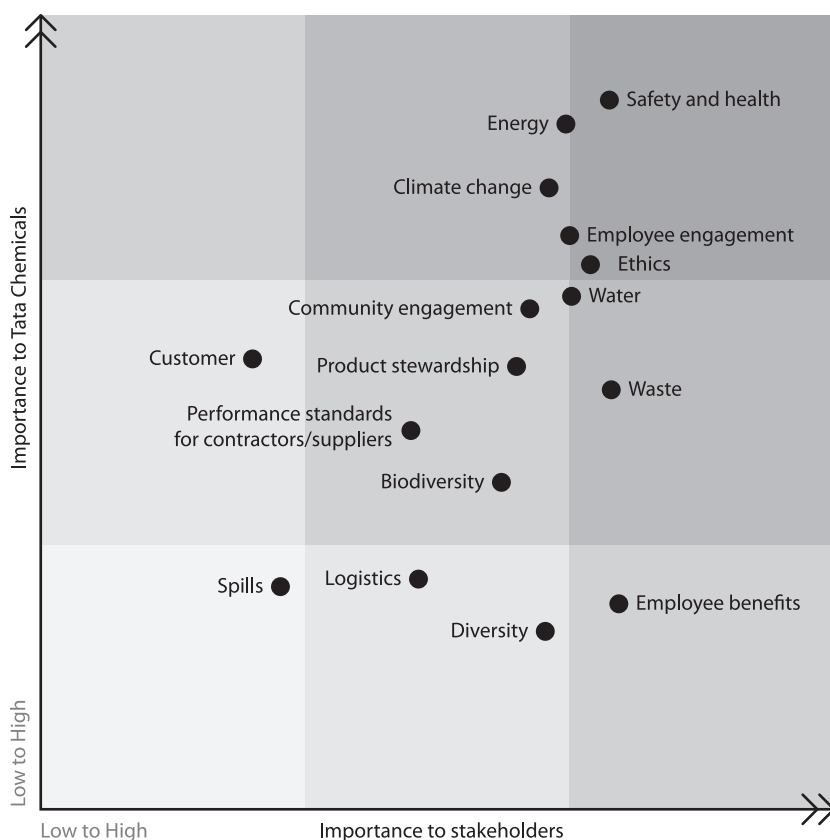 Safety and health
Energy
Climate change
Employee engagement
Ethics
Water
Community engagement
Customer
Product stewardship
Waste
Performance standards
for contractors/suppliers
Biodiversity
Spills
Logistics
Employee benefits
Diversity
Importance to Tata Chemicals
Low to High
Low to High
Importance to stakeholders